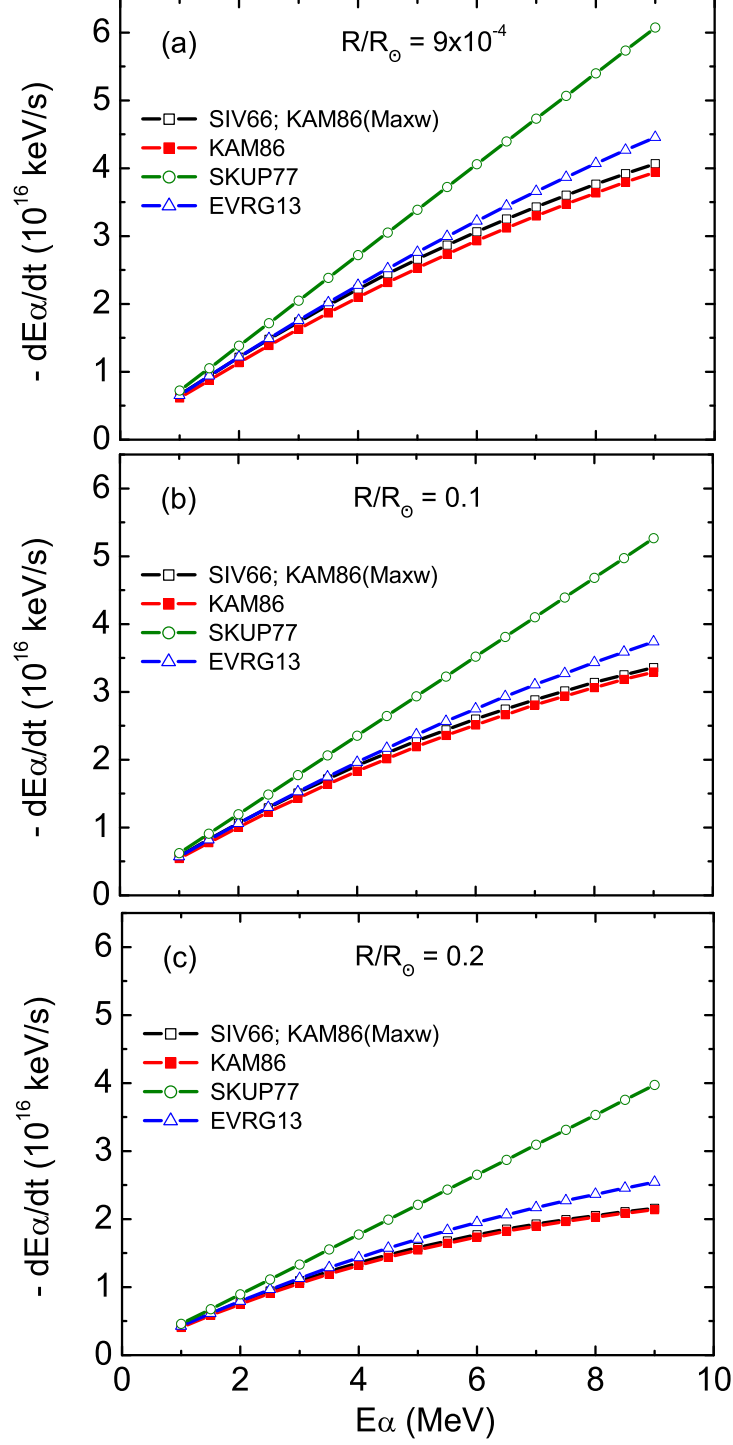 (a) R/R⊙ = 9x10⁻⁴
SIV66; KAM86(Maxw)
KAM86
SKUP77
EVRG13
- dEα/dt (10¹⁶ keV/s)
6
5
4
3
2
1
0
(b) R/R⊙ = 0.1
SIV66; KAM86(Maxw)
KAM86
SKUP77
EVRG13
- dEα/dt (10¹⁶ keV/s)
6
5
4
3
2
1
0
(c) R/R⊙ = 0.2
SIV66; KAM86(Maxw)
KAM86
SKUP77
EVRG13
- dEα/dt (10¹⁶ keV/s)
6
5
4
3
2
1
0
0 2 4 6 8 10
Eα (MeV)